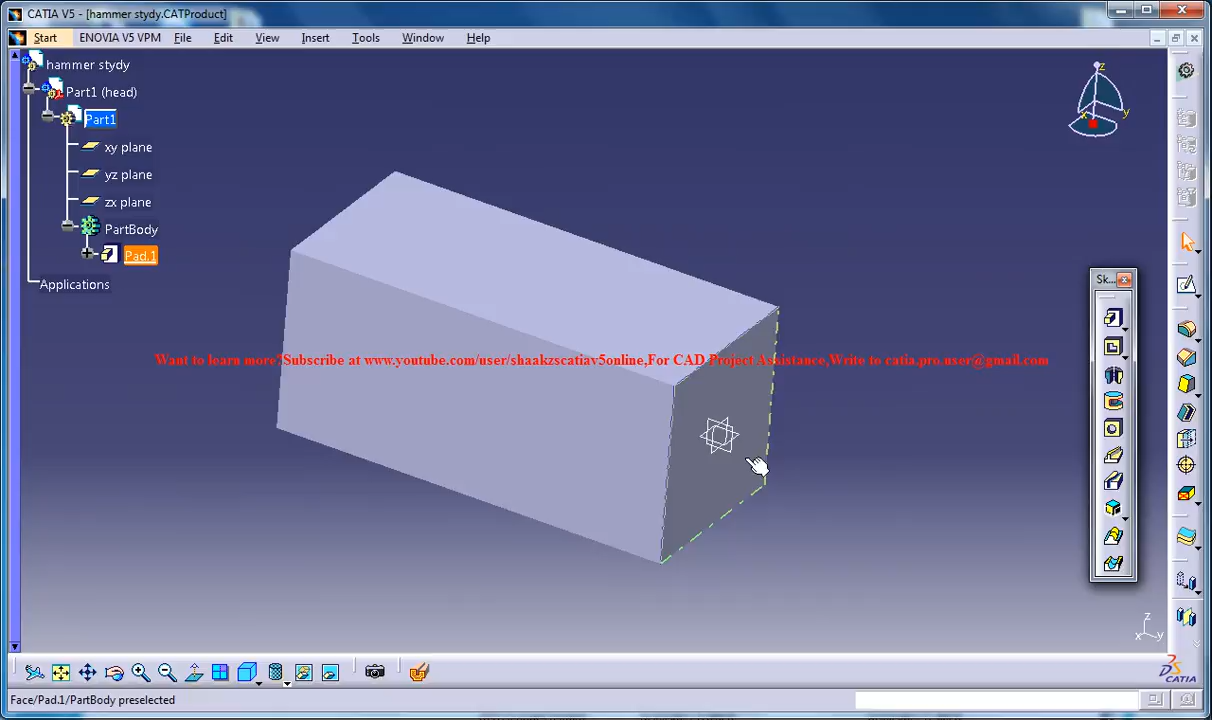 CATIA V5 - [hammer stydy.CATProduct]
Start ENOVIA V5 VPM File Edit View Insert Tools Window Help
hammer stydy
Part1 (head)
Part1
xy plane
yz plane
zx plane
PartBody
Pad.1
Applications
z
y
x
Sk...
Want to learn more?Subscribe at www.youtube.com/user/shaakzscatiav5online,For CAD Project Assistance,Write to catia.pro.user@gmail.com
z
x y
CATIA
Face/Pad.1/PartBody preselected